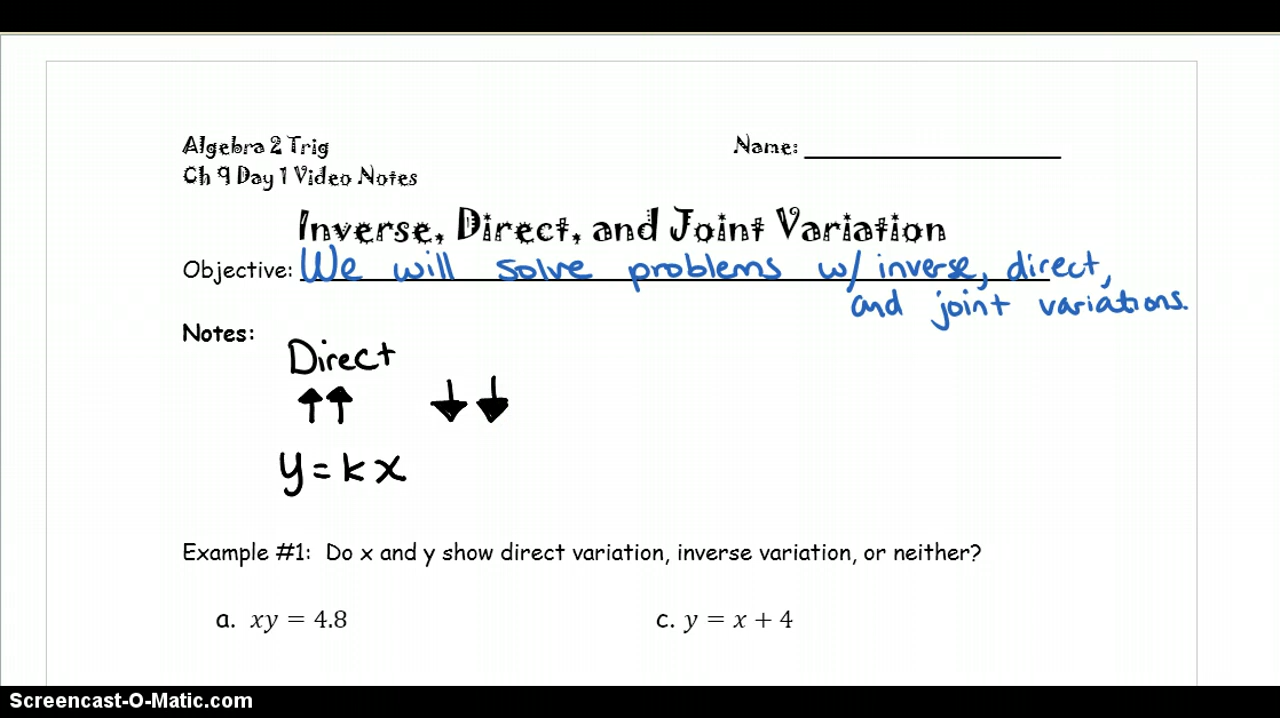 Algebra 2 Trig
Name: ____________________
Ch 9 Day 1 Video Notes
Inverse, Direct, and Joint Variation
Objective: We will solve problems w/ inverse, direct,
and joint variations.
Notes:
Direct
↑↑ ↓↓
y = kx
Example #1: Do x and y show direct variation, inverse variation, or neither?
a. xy = 4.8
c. y = x + 4
Screencast-O-Matic.com